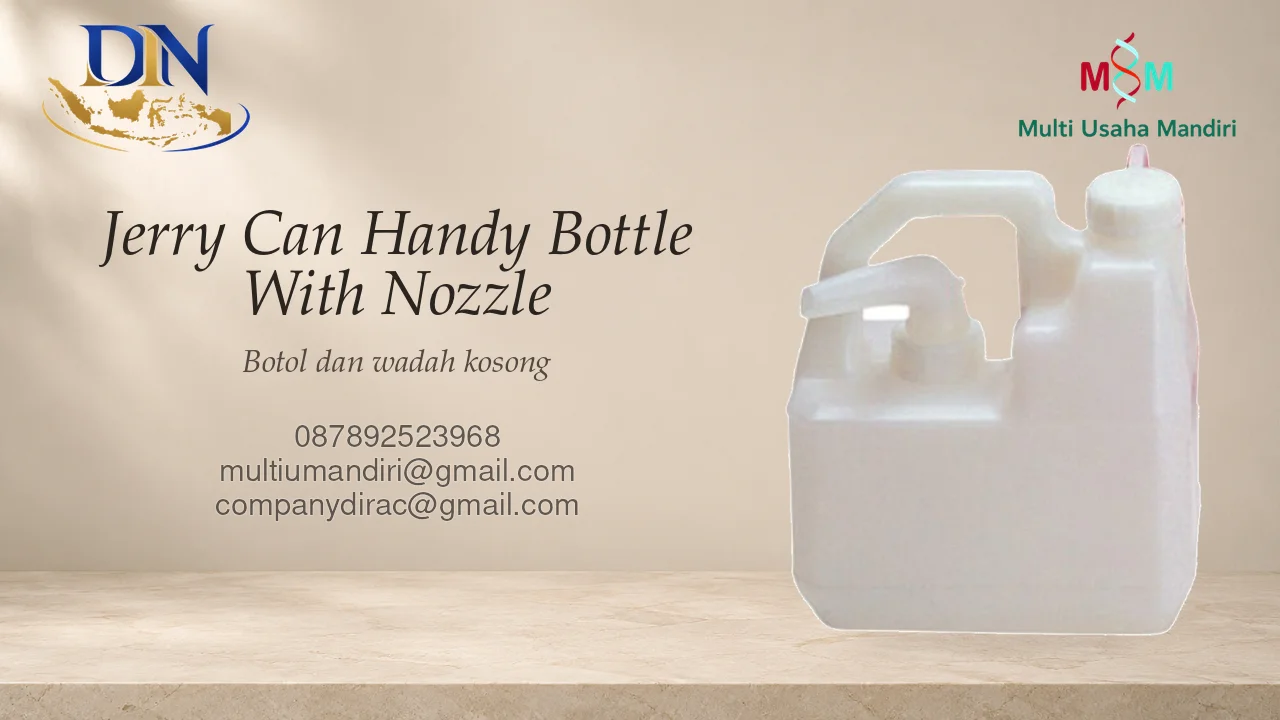 DIN
M M
Multi Usaha Mandiri
Jerry Can Handy Bottle
With Nozzle
Botol dan wadah kosong
087892523968
multiumandiri@gmail.com
companydirac@gmail.com